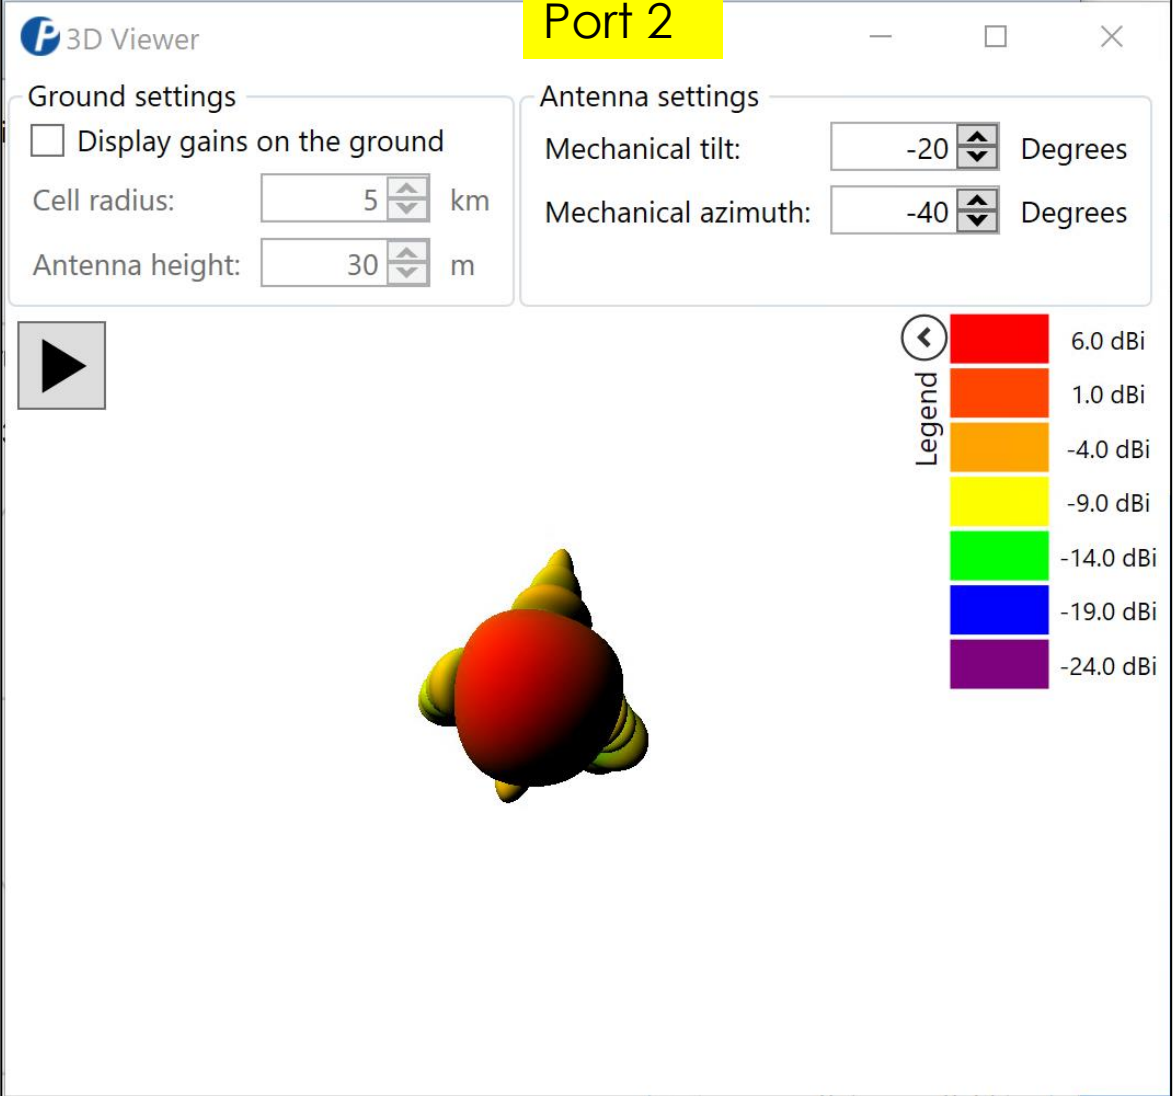 Port 2
3D Viewer
Ground settings
Display gains on the ground
Cell radius: 5 km
Antenna height: 30 m
Antenna settings
Mechanical tilt: -20 Degrees
Mechanical azimuth: -40 Degrees
Legend
6.0 dBi
1.0 dBi
-4.0 dBi
-9.0 dBi
-14.0 dBi
-19.0 dBi
-24.0 dBi